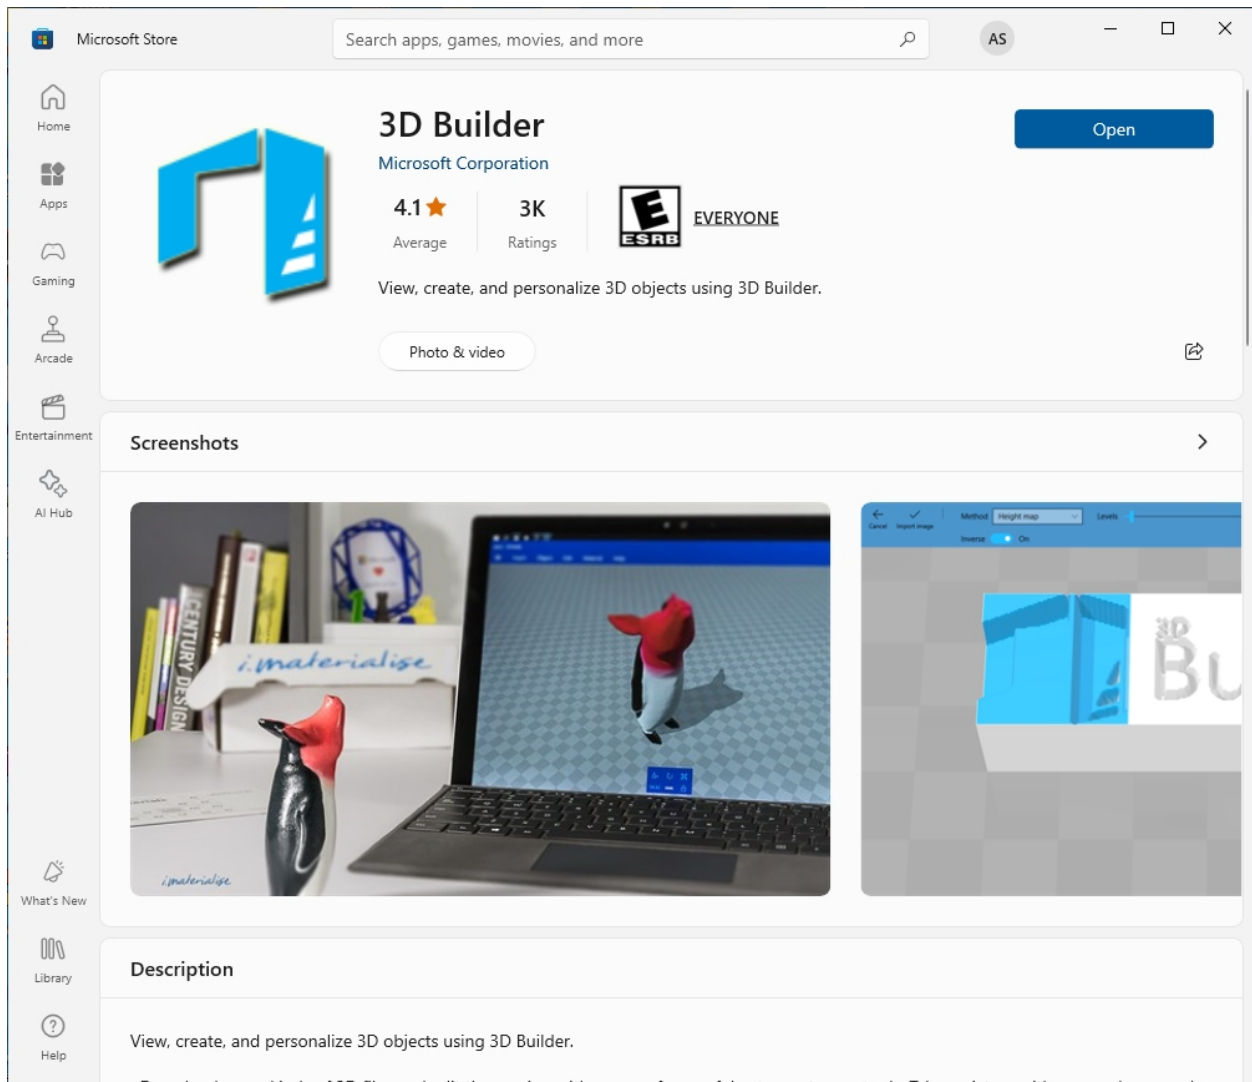 Microsoft Store
Search apps, games, movies, and more
AS
Home
Apps
Gaming
Arcade
Entertainment
AI Hub
What's New
Library
Help
3D Builder
Microsoft Corporation
Open
4.1
Average
3K
Ratings
E
ESRB
EVERYONE
View, create, and personalize 3D objects using 3D Builder.
Photo & video
Screenshots
CENTURY DESIGN
i.materialise
i.materialise
Cancel
Import image
Method
Height map
Levels
Inverse
On
3D
Bu
Description
View, create, and personalize 3D objects using 3D Builder.